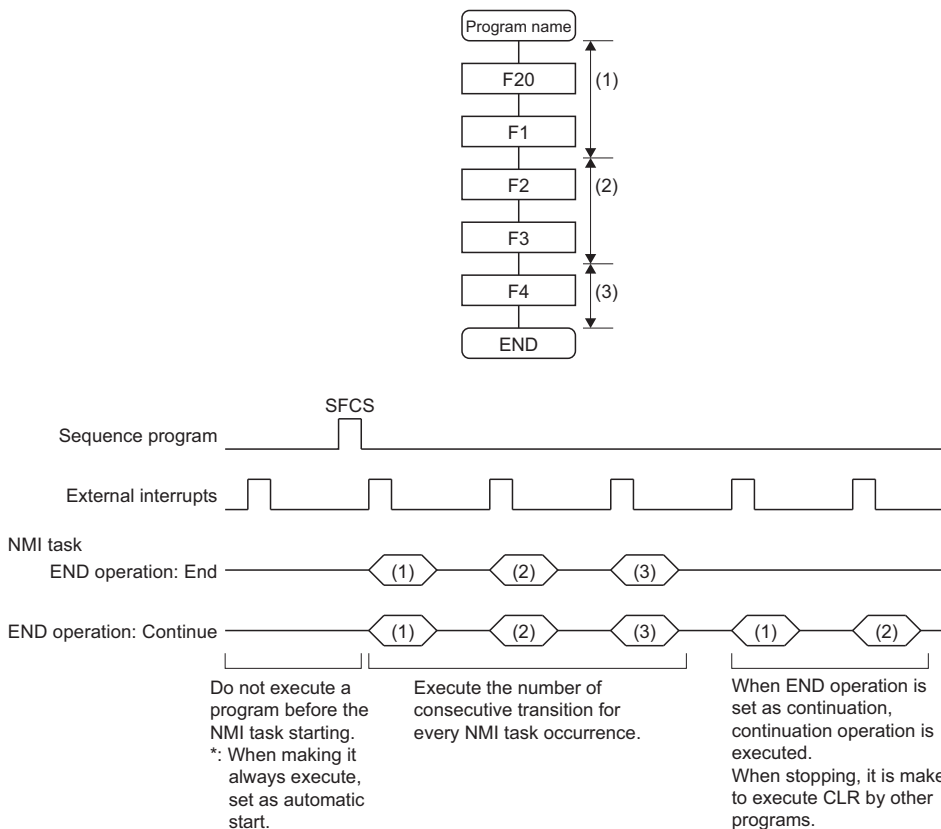 Program name
F20
(1)
F1
F2
(2)
F3
F4
(3)
END
SFCS
Sequence program
External interrupts
NMI task
END operation: End
(1)
(2)
(3)
END operation: Continue
(1)
(2)
(3)
(1)
(2)
Do not execute a
program before the
NMI task starting.
*: When making it
always execute,
set as automatic
start.
Execute the number of
consecutive transition for
every NMI task occurrence.
When END operation is
set as continuation,
continuation operation is
executed.
When stopping, it is make
to execute CLR by other
programs.